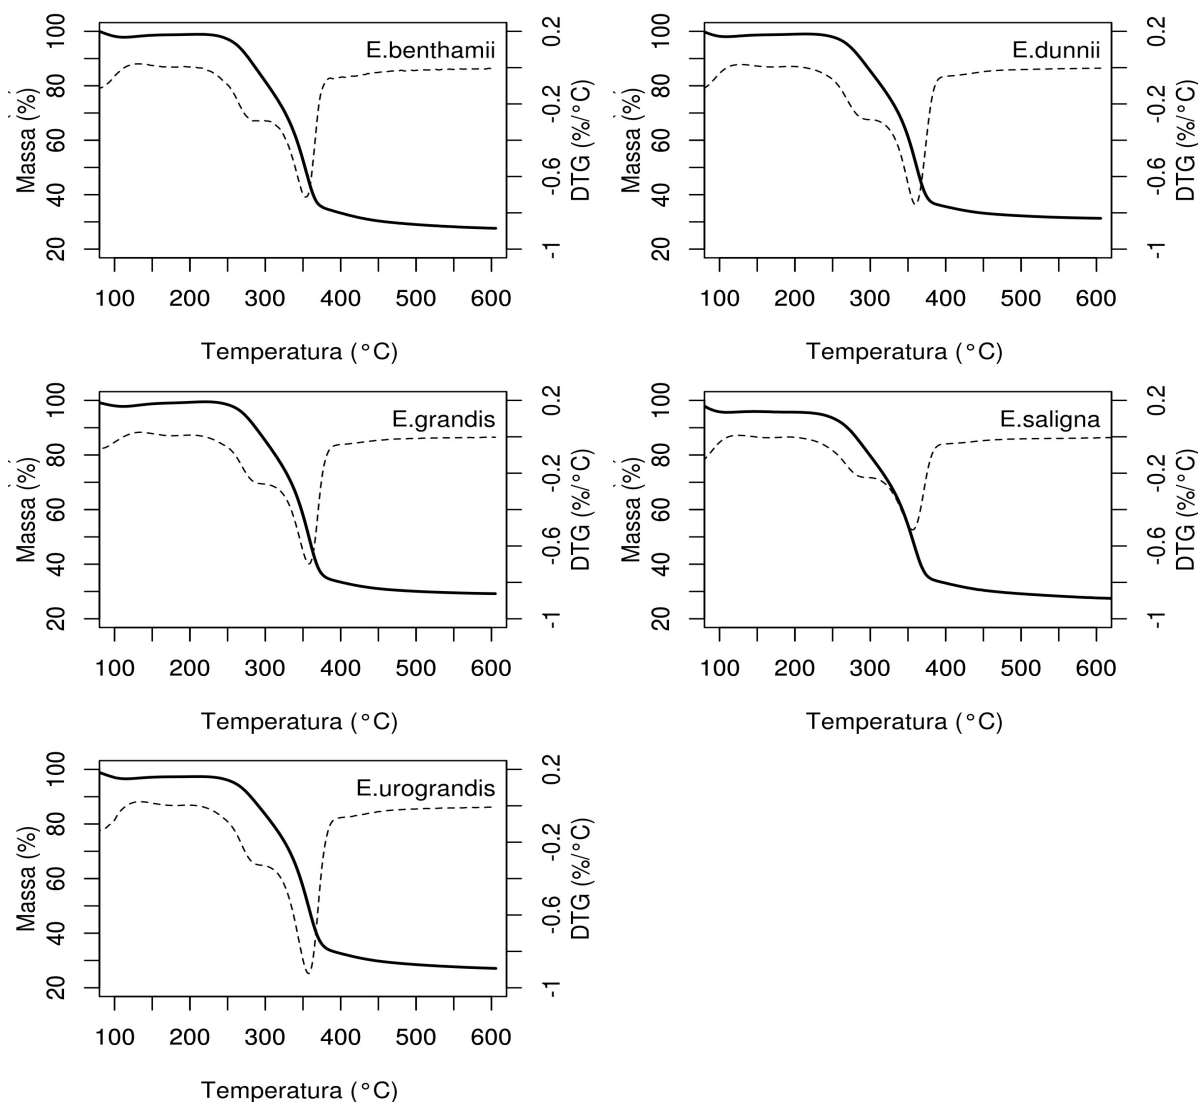 E.benthamii
Massa (%)
100
80
60
40
20
0.2
-0.2
-0.6
-1
DTG (%/°C)
100 200 300 400 500 600
Temperatura (°C)
E.dunnii
Massa (%)
100
80
60
40
20
0.2
-0.2
-0.6
-1
DTG (%/°C)
100 200 300 400 500 600
Temperatura (°C)
E.grandis
Massa (%)
100
80
60
40
20
0.2
-0.2
-0.6
-1
DTG (%/°C)
100 200 300 400 500 600
Temperatura (°C)
E.saligna
Massa (%)
100
80
60
40
20
0.2
-0.2
-0.6
-1
DTG (%/°C)
100 200 300 400 500 600
Temperatura (°C)
E.urograndis
Massa (%)
100
80
60
40
20
0.2
-0.2
-0.6
-1
DTG (%/°C)
100 200 300 400 500 600
Temperatura (°C)